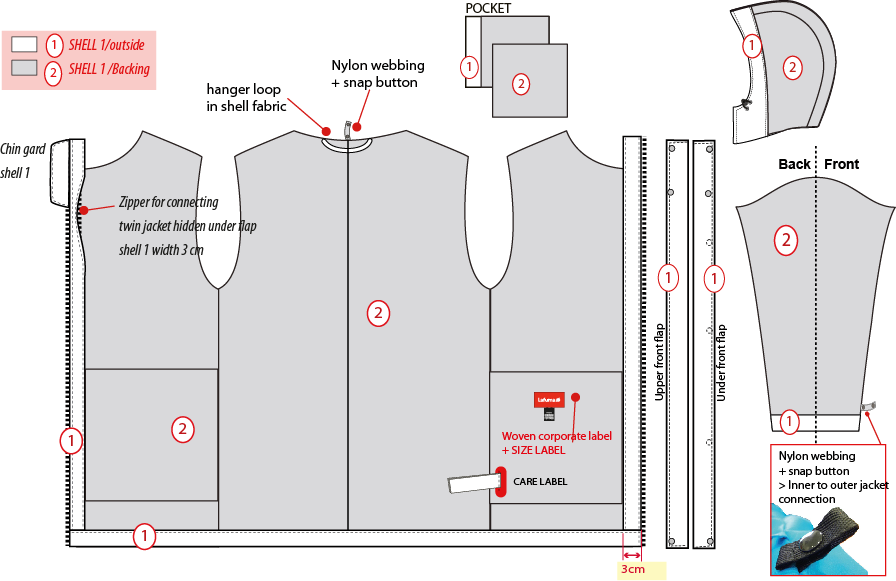 POCKET
1 SHELL 1/outside
2 SHELL 1/Backing
1
2
1
2
Nylon webbing
+ snap button
hanger loop
in shell fabric
Chin gard
shell 1
Zipper for connecting
twin jacket hidden under flap
shell 1 width 3 cm
Back Front
2
2
1
1
Upper front flap
Under front flap
2
1
1
Lafuma
Woven corporate label
+ SIZE LABEL
CARE LABEL
1
3cm
1
Nylon webbing
+ snap button
> Inner to outer jacket
connection